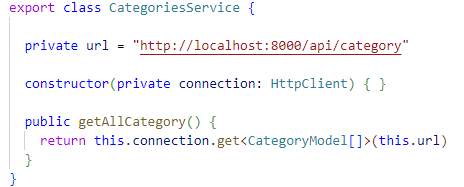 export class CategoriesService {
private url = "http://localhost:8000/api/category"
constructor(private connection: HttpClient) { }
public getAllCategory() {
return this.connection.get<CategoryModel[]>(this.url)
}
}